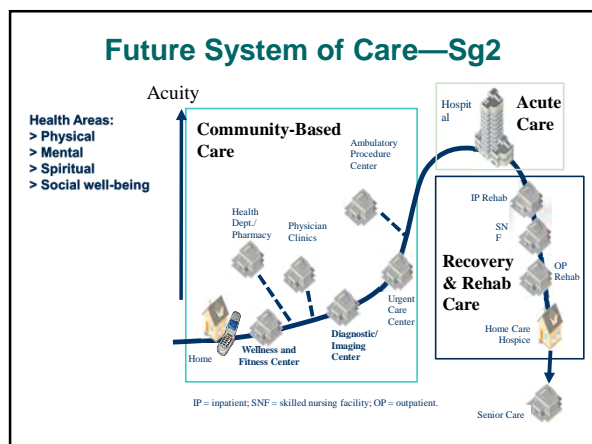 Future System of Care—Sg2
Acuity
Health Areas:
> Physical
> Mental
> Spiritual
> Social well-being
Community-Based
Care
Ambulatory
Procedure
Center
Hospit
al
Acute
Care
Health
Dept./
Pharmacy
Physician
Clinics
IP Rehab
SN
F
OP
Rehab
Recovery
& Rehab
Care
Urgent
Care
Center
Home
Wellness and
Fitness Center
Diagnostic/
Imaging
Center
Home Care
Hospice
IP = inpatient; SNF = skilled nursing facility; OP = outpatient.
Senior Care